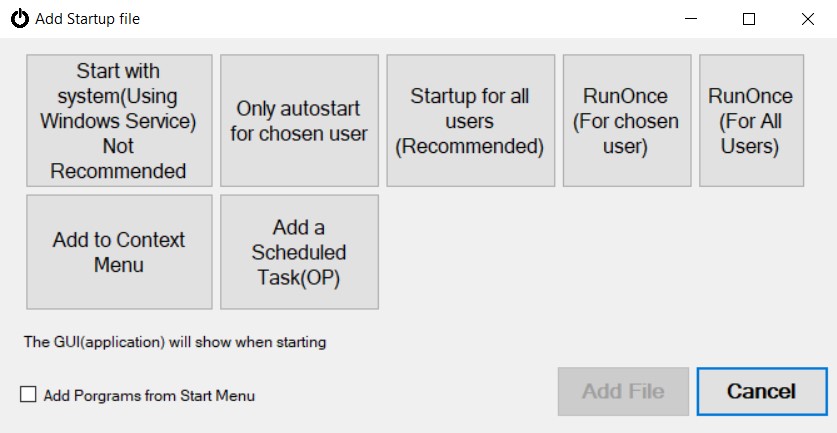 Add Startup file
Start with
system(Using
Windows Service)
Not
Recommended
Only autostart
for chosen user
Startup for all
users
(Recommended)
RunOnce
(For chosen
user)
RunOnce
(For All
Users)
Add to Context
Menu
Add a
Scheduled
Task(OP)
The GUI(application) will show when starting
Add Porgrams from Start Menu
Add File
Cancel